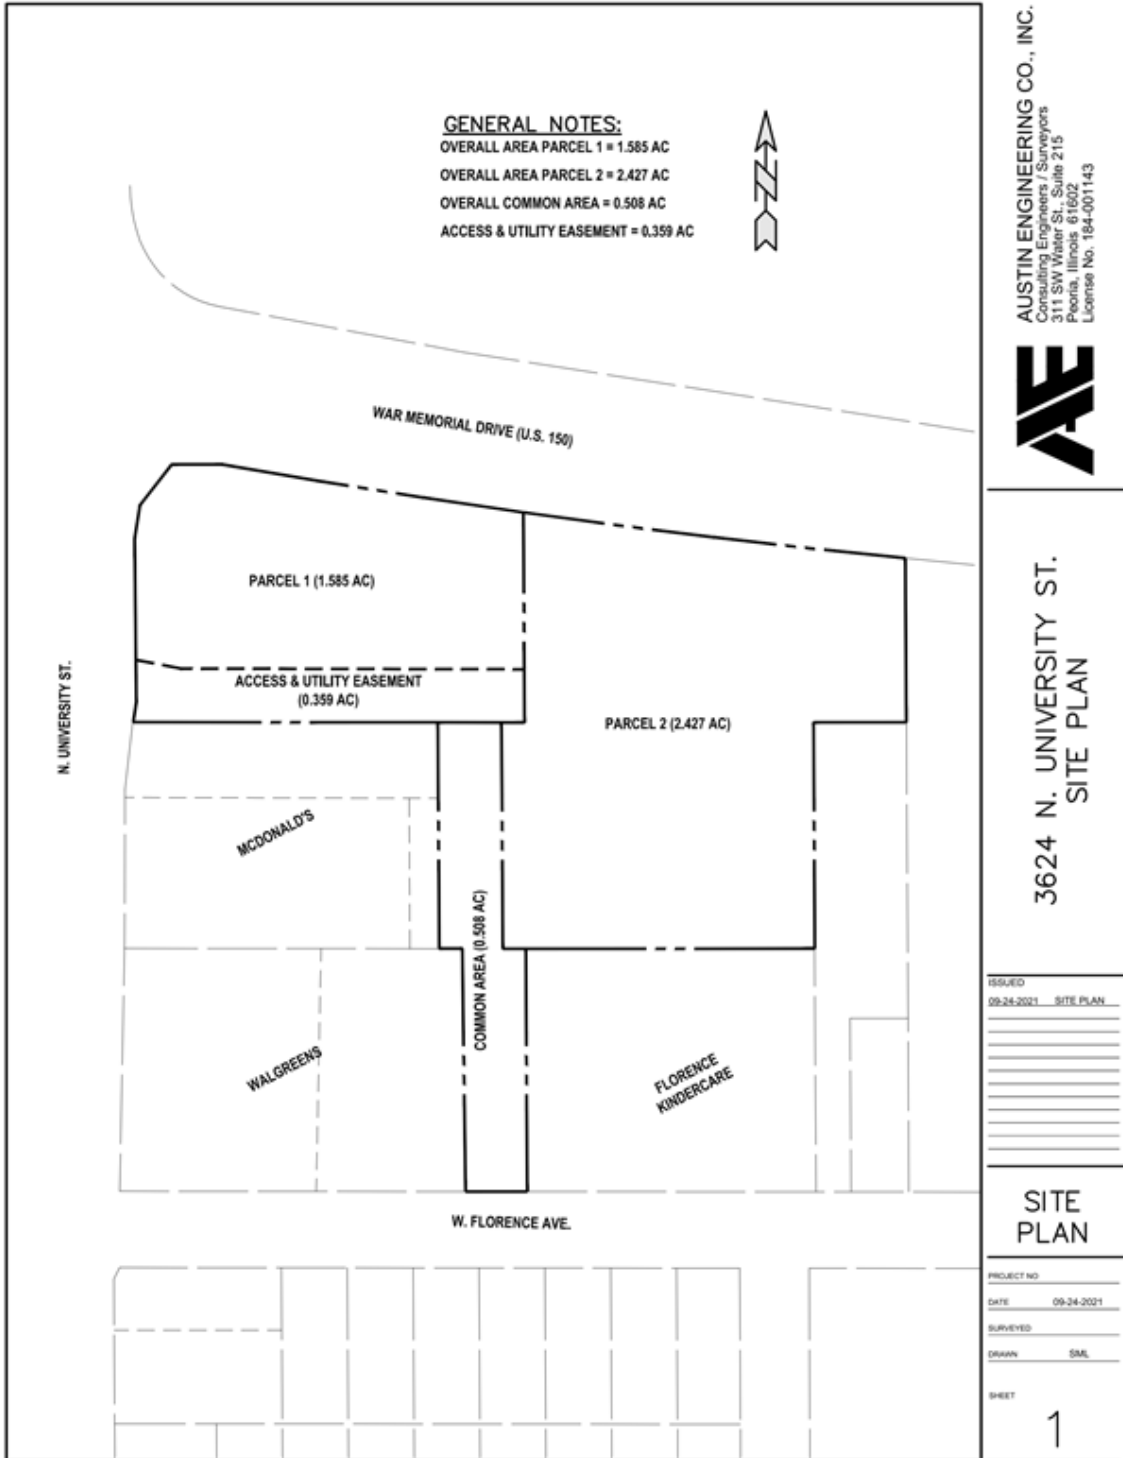 GENERAL NOTES:
OVERALL AREA PARCEL 1 = 1.585 AC
OVERALL AREA PARCEL 2 = 2.427 AC
OVERALL COMMON AREA = 0.508 AC
ACCESS & UTILITY EASEMENT = 0.359 AC
N
WAR MEMORIAL DRIVE (U.S. 150)
PARCEL 1 (1.585 AC)
ACCESS & UTILITY EASEMENT
(0.359 AC)
PARCEL 2 (2.427 AC)
N. UNIVERSITY ST.
MCDONALD'S
COMMON AREA (0.508 AC)
WALGREENS
FLORENCE
KINDERCARE
W. FLORENCE AVE.
AUSTIN ENGINEERING CO., INC.
Consulting Engineers / Surveyors
311 SW Water St., Suite 215
Peoria, Illinois 61602
License No. 184-001143
AE
3624 N. UNIVERSITY ST.
SITE PLAN
ISSUED
09-24-2021 SITE PLAN
SITE
PLAN
PROJECT NO
DATE 09-24-2021
SURVEYED
DRAWN SML
SHEET
1